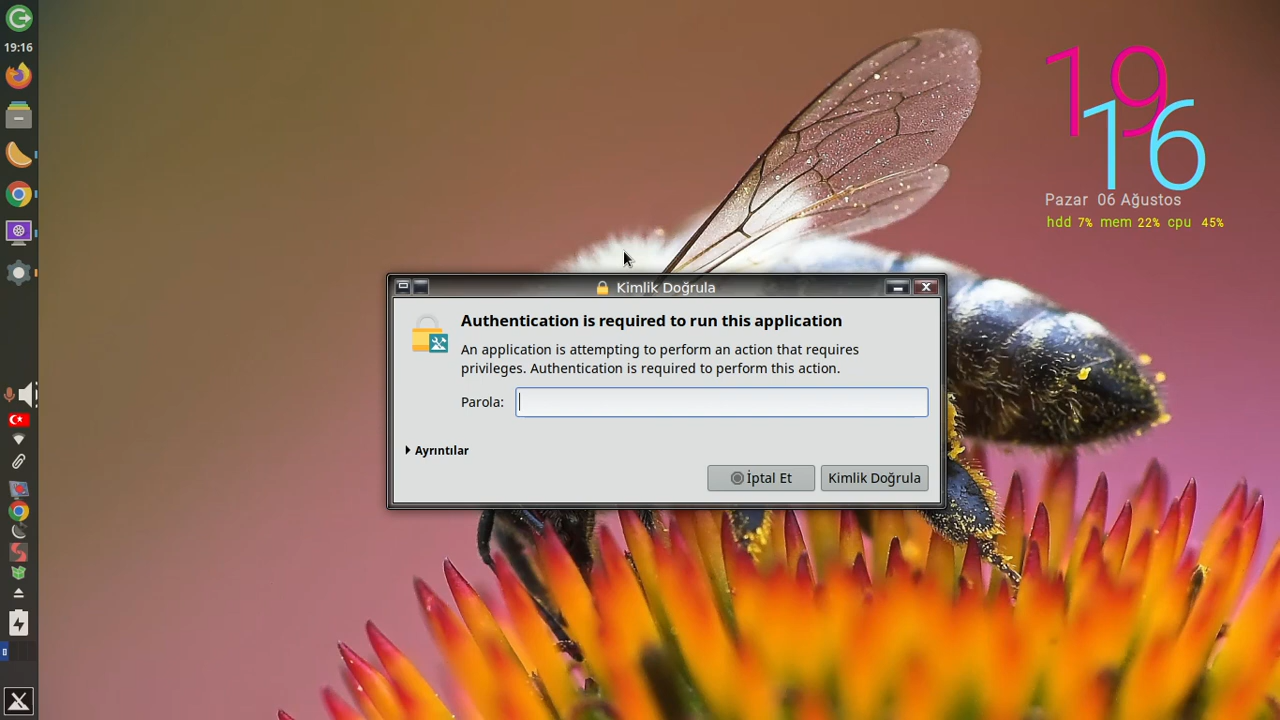 19:16
19
16
Pazar 06 Ağustos
hdd 7% mem 22% cpu 45%
Kimlik Doğrula
Authentication is required to run this application
An application is attempting to perform an action that requires
privileges. Authentication is required to perform this action.
Parola:
Ayrıntılar
İptal Et
Kimlik Doğrula